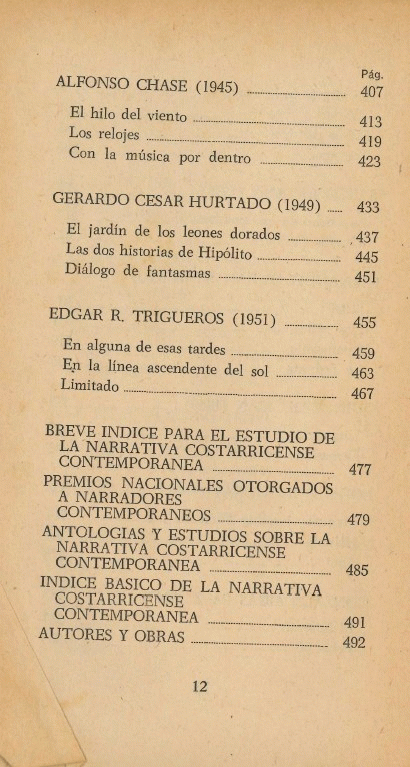 Pág.
ALFONSO CHASE (1945) ........................ 407
El hilo del viento ........................ 413
Los relojes ........................ 419
Con la música por dentro ........................ 423
GERARDO CESAR HURTADO (1949) ..... 433
El jardín de los leones dorados ........................ 437
Las dos historias de Hipólito ........................ 445
Diálogo de fantasmas ........................ 451
EDGAR R. TRIGUEROS (1951) ............... 455
En alguna de esas tardes ........................ 459
En la línea ascendente del sol ................ 463
Limitado ........................ 467
BREVE INDICE PARA EL ESTUDIO DE
LA NARRATIVA COSTARRICENSE
CONTEMPORANEA ........................ 477
PREMIOS NACIONALES OTORGADOS
A NARRADORES
CONTEMPORANEOS ........................ 479
ANTOLOGIAS Y ESTUDIOS SOBRE LA
NARRATIVA COSTARRICENSE
CONTEMPORANEA ........................ 485
INDICE BASICO DE LA NARRATIVA
COSTARRICENSE
CONTEMPORANEA ........................ 491
AUTORES Y OBRAS ........................ 492
12